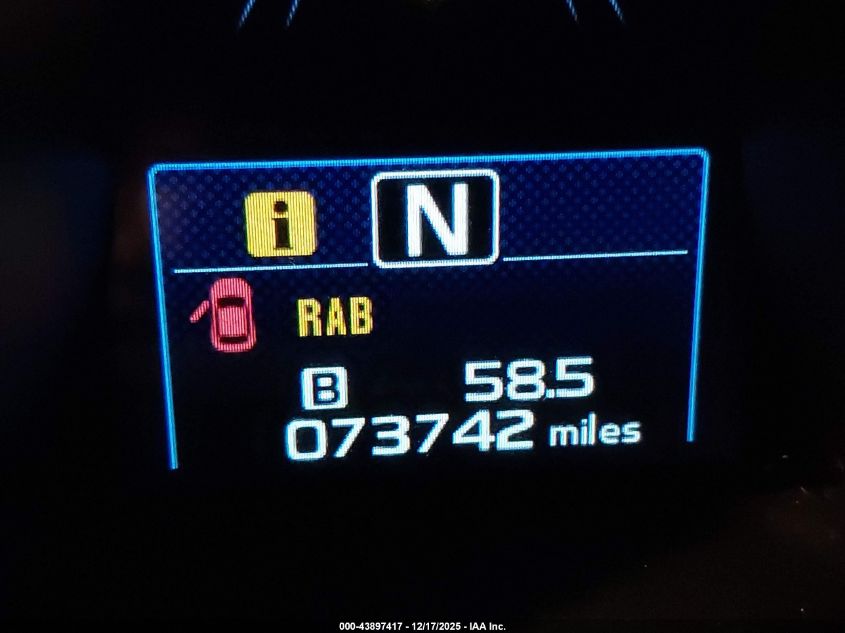 i N
RAB
B 58.5
073742 miles
000-43897417 - 12/17/2025 - IAA Inc.